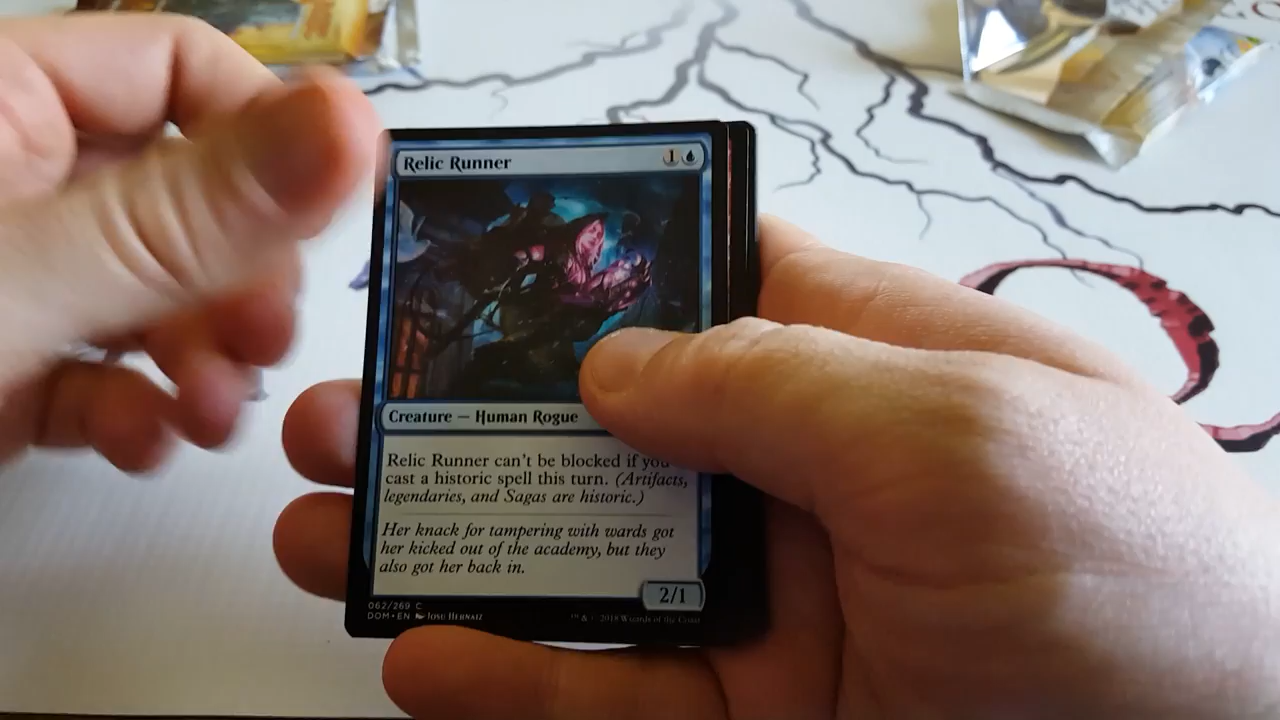 Relic Runner 1
Creature — Human Rogue
Relic Runner can't be blocked if you
cast a historic spell this turn. (Artifacts,
legendaries, and Sagas are historic.)
Her knack for tampering with wards got
her kicked out of the academy, but they
also got her back in.
2/1
062/269 C
DOM • EN Josu Hernaiz ™ & © 2018 Wizards of the Coast